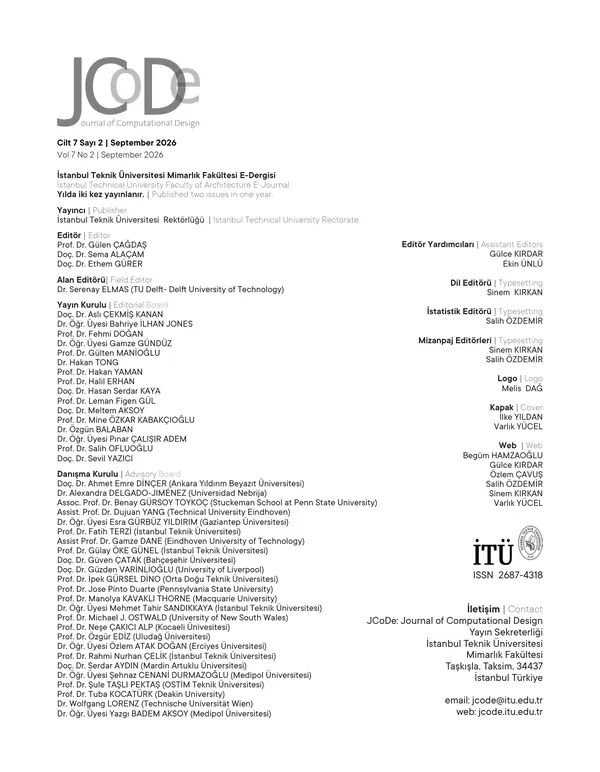 JCoDe
Journal of Computational Design
Cilt 7 Sayı 2 | September 2026
Vol 7 No 2 | September 2026
İstanbul Teknik Üniversitesi Mimarlık Fakültesi E-Dergisi
Istanbul Technical University Faculty of Architecture E-Journal
Yılda iki kez yayınlanır. | Published two issues in one year.
Yayıncı | Publisher
İstanbul Teknik Üniversitesi Rektörlüğü | Istanbul Technical University Rectorate
Editör | Editor
Prof. Dr. Gülen ÇAĞDAŞ
Doç. Dr. Sema ALAÇAM
Doç. Dr. Ethem GÜRER
Alan Editörü| Field Editor
Dr. Serenay ELMAS (TU Delft- Delft University of Technology)
Yayın Kurulu | Editorial Board
Doç. Dr. Aslı ÇEKMİŞ KANAN
Dr. Öğr. Üyesi Bahriye İLHAN JONES
Prof. Dr. Fehmi DOĞAN
Dr. Öğr. Üyesi Gamze GÜNDÜZ
Prof. Dr. Gülten MANİOĞLU
Dr. Hakan TONG
Prof. Dr. Hakan YAMAN
Prof. Dr. Halil ERHAN
Doç. Dr. Hasan Serdar KAYA
Prof. Dr. Leman Figen GÜL
Doç. Dr. Meltem AKSOY
Prof. Dr. Mine ÖZKAR KABAKÇIOĞLU
Dr. Özgün BALABAN
Dr. Öğr. Üyesi Pınar ÇALIŞIR ADEM
Prof. Dr. Salih OFLUOĞLU
Doç. Dr. Sevil YAZICI
Danışma Kurulu | Advisory Board
Doç. Dr. Ahmet Emre DİNÇER (Ankara Yıldırım Beyazıt Üniversitesi)
Dr. Alexandra DELGADO-JIMÉNEZ (Universidad Nebrija)
Assoc. Prof. Dr. Benay GÜRSOY TOYKOÇ (Stuckeman School at Penn State University)
Assist. Prof. Dr. Dujuan YANG (Technical University Eindhoven)
Dr. Öğr. Üyesi Esra GÜRBÜZ YILDIRIM (Gaziantep Üniversitesi)
Prof. Dr. Fatih TERZİ (İstanbul Teknik Üniversitesi)
Assist Prof. Dr. Gamze DANE (Eindhoven University of Technology)
Prof. Dr. Gülay ÖKE GÜNEL (İstanbul Teknik Üniversitesi)
Doç. Dr. Güven ÇATAK (Bahçeşehir Üniversitesi)
Doç. Dr. Güzden VARİNLİOĞLU (University of Liverpool)
Prof. Dr. İpek GÜRSEL DİNO (Orta Doğu Teknik Üniversitesi)
Prof. Dr. Jose Pinto Duarte (Pennsylvania State University)
Prof. Dr. Manolya KAVAKLI THORNE (Macquarie University)
Dr. Öğr. Üyesi Mehmet Tahir SANDIKKAYA (İstanbul Teknik Üniversitesi)
Prof. Dr. Michael J. OSTWALD (University of New South Wales)
Prof. Dr. Neşe ÇAKICI ALP (Kocaeli Ünivesitesi)
Prof. Dr. Özgür EDİZ (Uludağ Üniversitesi)
Dr. Öğr. Üyesi Özlem ATAK DOĞAN (Erciyes Üniversitesi)
Prof. Dr. Rahmi Nurhan ÇELİK (İstanbul Teknik Üniversitesi)
Doç. Dr. Serdar AYDIN (Mardin Artuklu Üniversitesi)
Dr. Öğr. Üyesi Şehnaz CENANİ DURMAZOĞLU (Medipol Üniversitesi)
Prof. Dr. Şule TAŞLI PEKTAŞ (OSTİM Teknik Üniversitesi)
Prof. Dr. Tuba KOCATÜRK (Deakin University)
Dr. Wolfgang LORENZ (Technische Universität Wien)
Dr. Öğr. Üyesi Yazgı BADEM AKSOY (Medipol Üniversitesi)
Editör Yardımcıları | Assistant Editors
Gülce KIRDAR
Ekin ÜNLÜ
Dil Editörü | Typesetting
Sinem KIRKAN
İstatistik Editörü | Typesetting
Salih ÖZDEMİR
Mizanpaj Editörleri | Typesetting
Sinem KIRKAN
Salih ÖZDEMİR
Logo | Logo
Melis DAĞ
Kapak | Cover
İlke YILDAN
Varlık YÜCEL
Web | Web
Begüm HAMZAOĞLU
Gülce KIRDAR
Özlem ÇAVUŞ
Salih ÖZDEMİR
Sinem KIRKAN
Varlık YÜCEL
İTÜ
ISSN 2687-4318
İletişim | Contact
JCoDe: Journal of Computational Design
Yayın Sekreterliği
İstanbul Teknik Üniversitesi
Mimarlık Fakültesi
Taşkışla, Taksim, 34437
İstanbul Türkiye
email: jcode@itu.edu.tr
web: jcode.itu.edu.tr